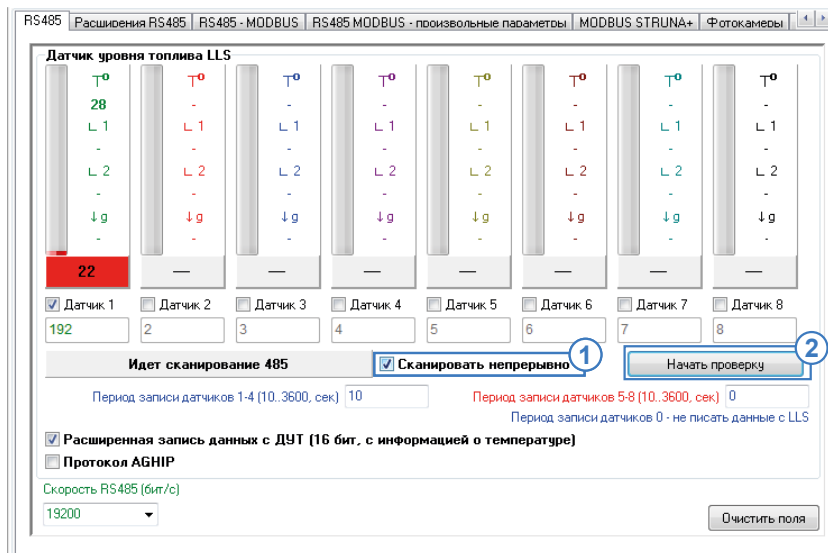 RS485 Расширения RS485 RS485 - MODBUS RS485 MODBUS - произвольные параметры MODBUS STRUNA+ Фотокамеры
Датчик уровня топлива LLS
T° T° T° T° T° T° T° T°
28 - - - - - - -
∟ 1 ∟ 1 ∟ 1 ∟ 1 ∟ 1 ∟ 1 ∟ 1 ∟ 1
- - - - - - - -
∟ 2 ∟ 2 ∟ 2 ∟ 2 ∟ 2 ∟ 2 ∟ 2 ∟ 2
- - - - - - - -
↓g ↓g ↓g ↓g ↓g ↓g ↓g ↓g
- - - - - - - -
22 — — — — — — —
Датчик 1 Датчик 2 Датчик 3 Датчик 4 Датчик 5 Датчик 6 Датчик 7 Датчик 8
192 2 3 4 5 6 7 8
Идет сканирование 485 Сканировать непрерывно 1 Начать проверку 2
Период записи датчиков 1-4 (10..3600, сек) 10 Период записи датчиков 5-8 (10..3600, сек) 0
Период записи датчиков 0 - не писать данные с LLS
Расширенная запись данных с ДУТ (16 бит, с информацией о температуре)
Протокол AGHIP
Скорость RS485 (бит/с)
19200 Очистить поля